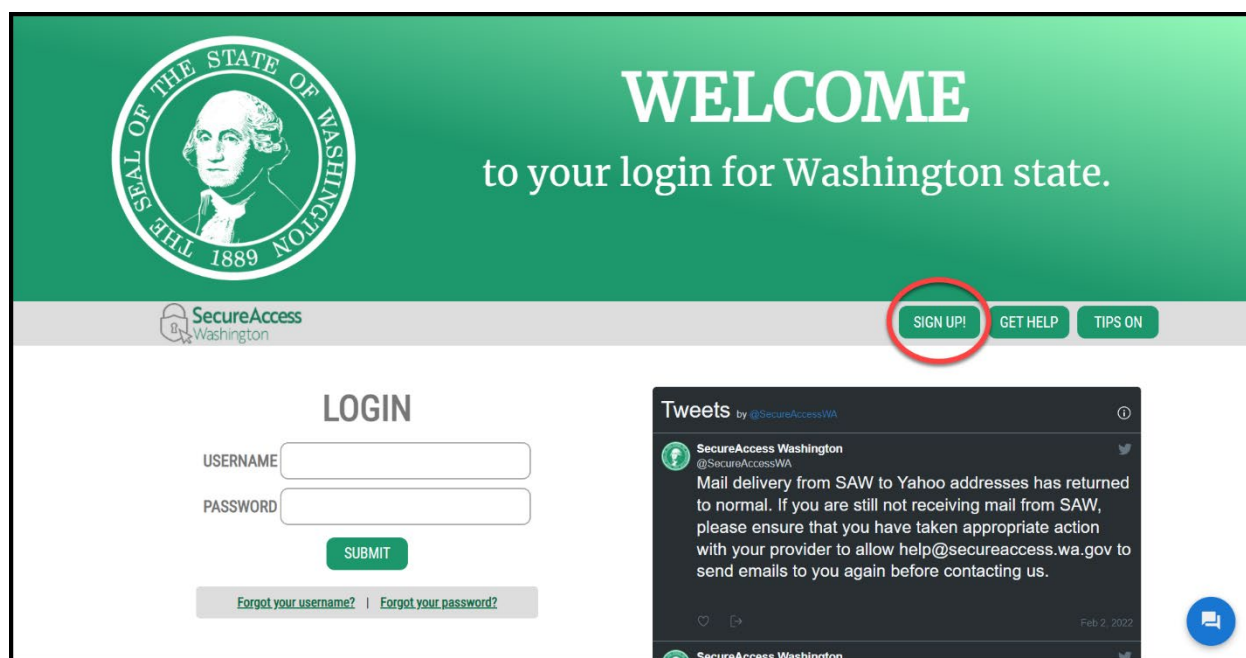 THE SEAL OF THE STATE OF WASHINGTON
1889
WELCOME
to your login for Washington state.
SecureAccess
Washington
SIGN UP!
GET HELP
TIPS ON
LOGIN
USERNAME
PASSWORD
SUBMIT
Forgot your username? | Forgot your password?
Tweets by @SecureAccessWA
SecureAccess Washington
@SecureAccessWA
Mail delivery from SAW to Yahoo addresses has returned
to normal. If you are still not receiving mail from SAW,
please ensure that you have taken appropriate action
with your provider to allow help@secureaccess.wa.gov to
send emails to you again before contacting us.
Feb 2, 2022
SecureAccess Washington